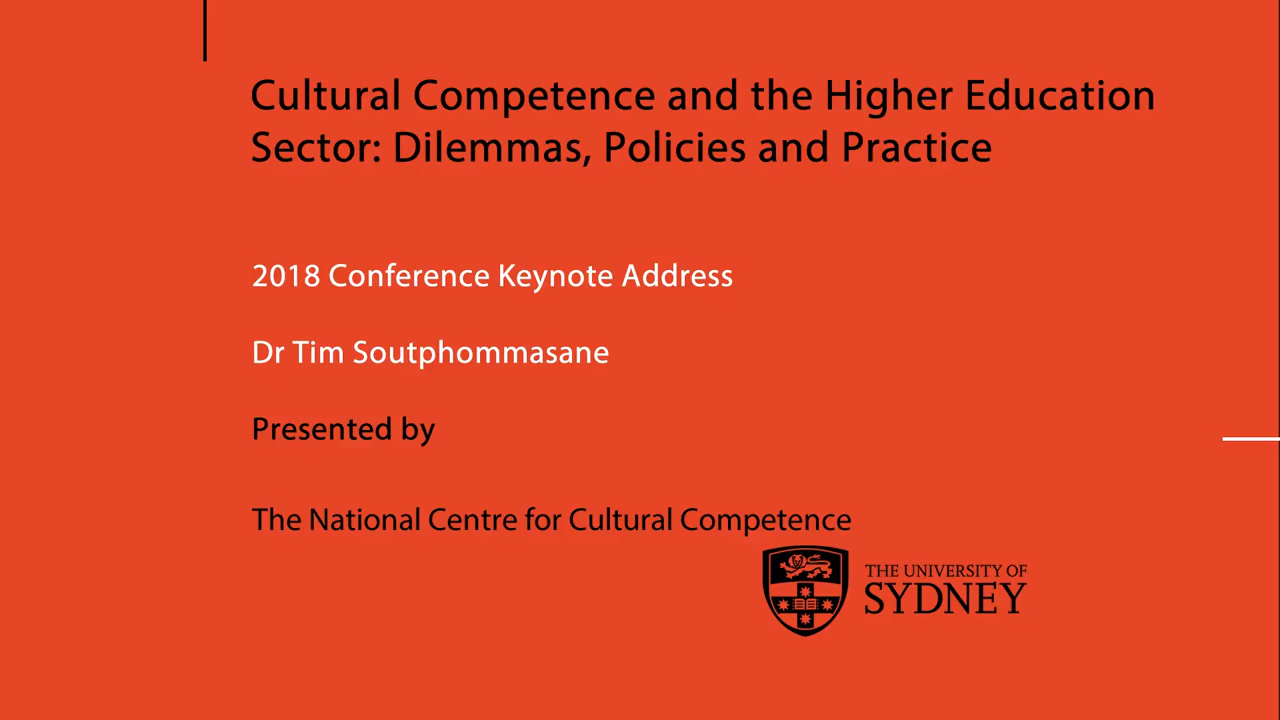 Cultural Competence and the Higher Education
Sector: Dilemmas, Policies and Practice
2018 Conference Keynote Address
Dr Tim Soutphommasane
Presented by
The National Centre for Cultural Competence
THE UNIVERSITY OF
SYDNEY